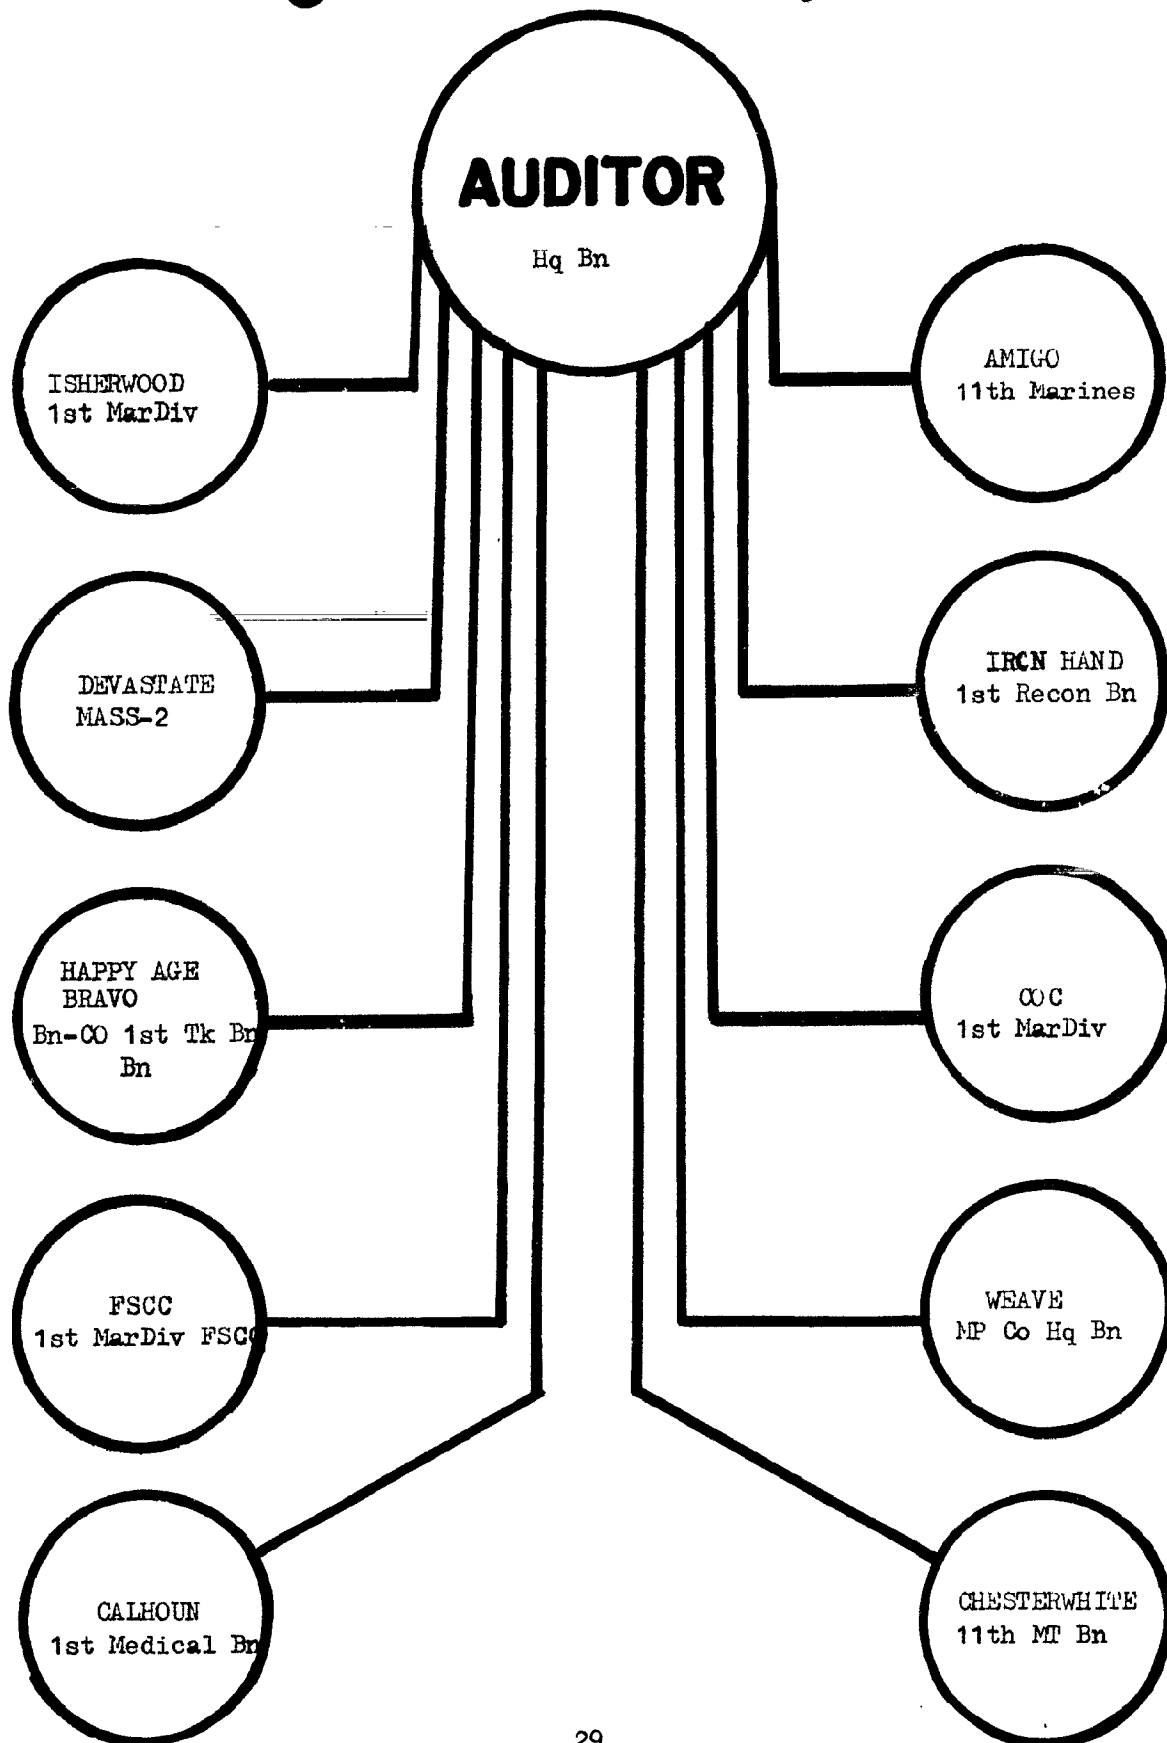 AUDITOR
Hq Bn
ISHERWOOD
1st MarDiv
AMIGO
11th Marines
DEVASTATE
MASS-2
IRON HAND
1st Recon Bn
HAPPY AGE
BRAVO
Bn-CO 1st Tk Bn
Bn
COC
1st MarDiv
FSCC
1st MarDiv FSCC
WEAVE
MP Co Hq Bn
CALHOUN
1st Medical Bn
CHESTERWHITE
11th MT Bn
29